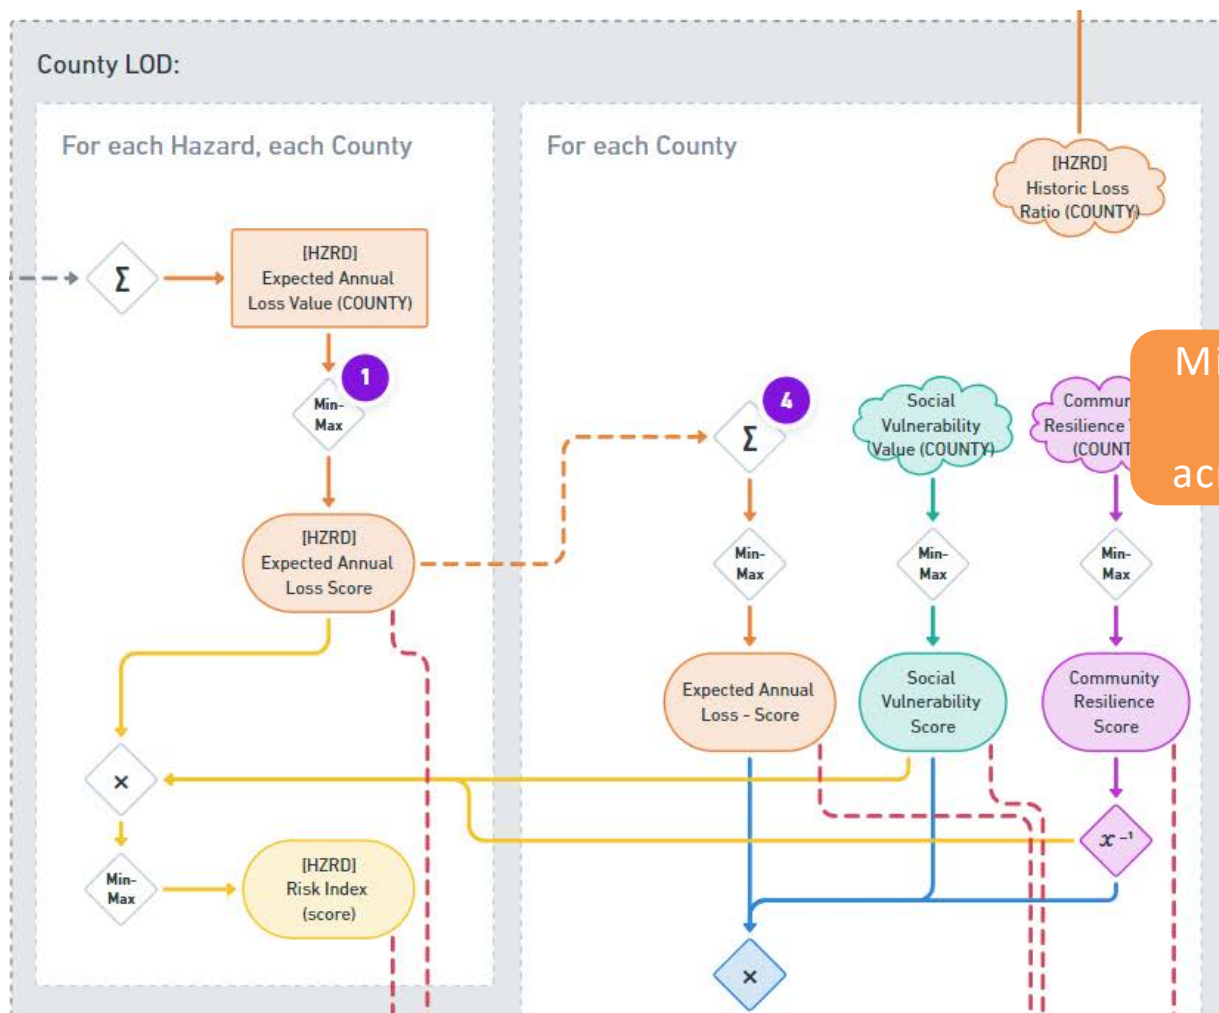 County LOD:
For each Hazard, each County
For each County
[HZRD]
Historic Loss
Ratio (COUNTY)
Σ
[HZRD]
Expected Annual
Loss Value (COUNTY)
1
Min-
Max
4
Σ
Social
Vulnerability
Value (COUNTY)
Resilience
Min-
Max
Min-
Max
Min-
Max
[HZRD]
Expected Annual
Loss Score
Expected Annual
Loss - Score
Social
Vulnerability
Score
Community
Resilience
Score
×
x⁻¹
Min-
Max
[HZRD]
Risk Index
(score)
×